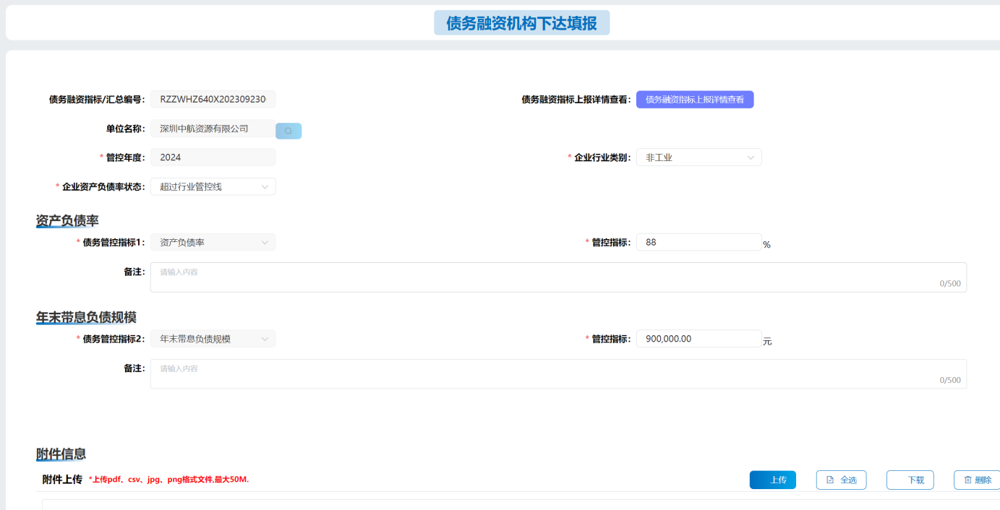 债务融资机构下达填报
债务融资指标/汇总编号： RZZWHZ640X202309230 债务融资指标上报详情查看： 债务融资指标上报详情查看
单位名称： 深圳中航资源有限公司
* 管控年度： 2024 * 企业行业类别： 非工业
* 企业资产负债率状态： 超过行业管控线
资产负债率
* 债务管控指标1： 资产负债率 * 管控指标： 88 %
备注： 请输入内容
0/500
年末带息负债规模
* 债务管控指标2： 年末带息负债规模 * 管控指标： 900,000.00 元
备注： 请输入内容
0/500
附件信息
附件上传 *上传pdf、csv、jpg、png格式文件,最大50M. 上传 全选 下载 删除